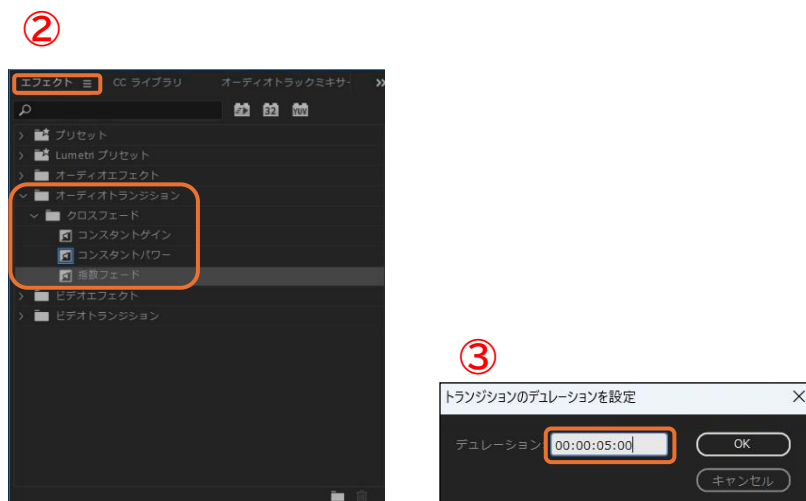 ②
エフェクト CC ライブラリ オーディオトラックミキサー
32 YUV
プリセット
Lumetri プリセット
オーディオエフェクト
オーディオトランジション
クロスフェード
コンスタントゲイン
コンスタントパワー
指数フェード
ビデオエフェクト
ビデオトランジション
③
トランジションのデュレーションを設定
デュレーション: 00:00:05:00 OK
キャンセル